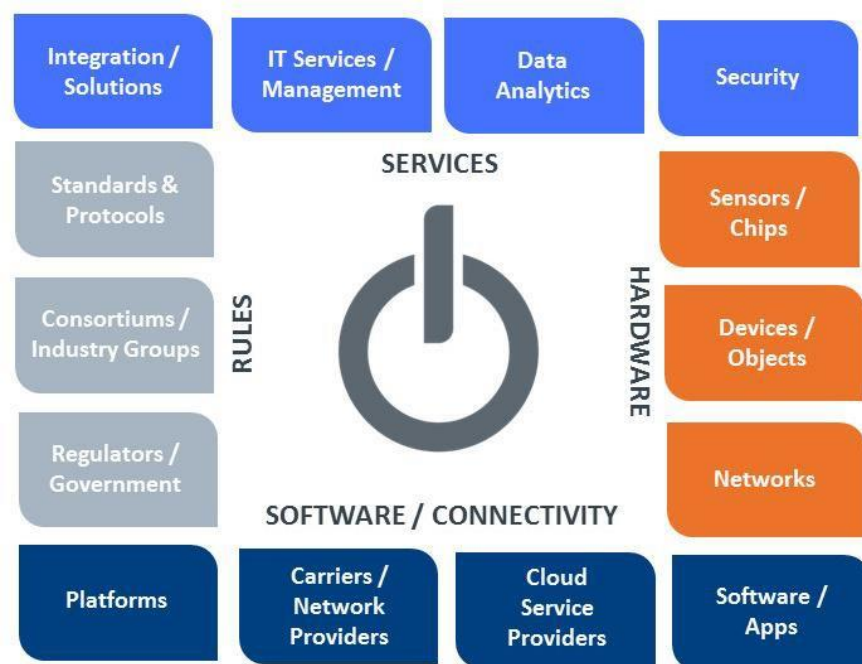 Integration /
Solutions
IT Services /
Management
Data
Analytics
Security
SERVICES
Standards &
Protocols
Sensors /
Chips
RULES
HARDWARE
Consortiums /
Industry Groups
Devices /
Objects
Regulators /
Government
Networks
SOFTWARE / CONNECTIVITY
Platforms
Carriers /
Network
Providers
Cloud
Service
Providers
Software /
Apps